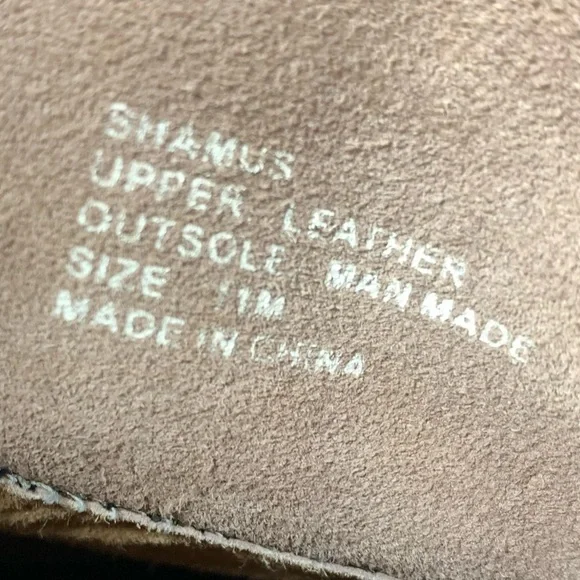 SHAMUS
UPPER LEATHER
OUTSOLE MAN MADE
SIZE 11M
MADE IN CHINA